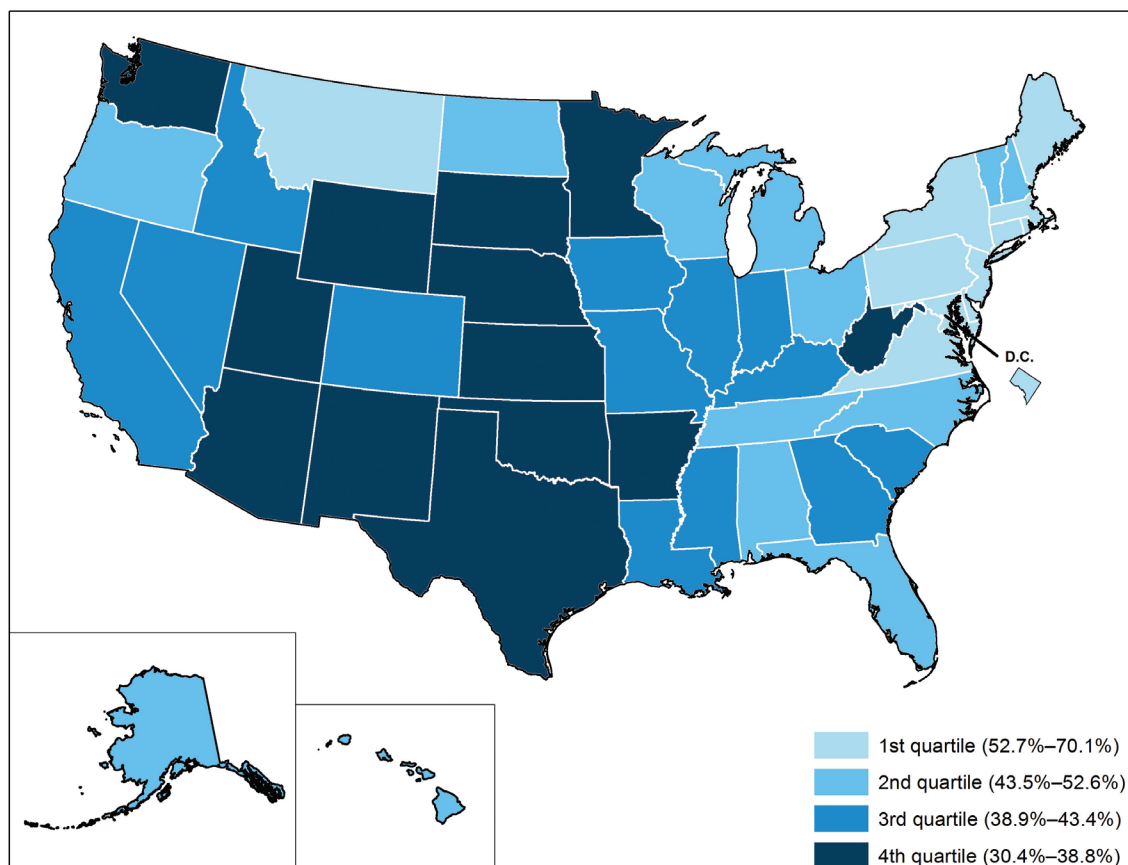 D.C.
1st quartile (52.7%–70.1%)
2nd quartile (43.5%–52.6%)
3rd quartile (38.9%–43.4%)
4th quartile (30.4%–38.8%)